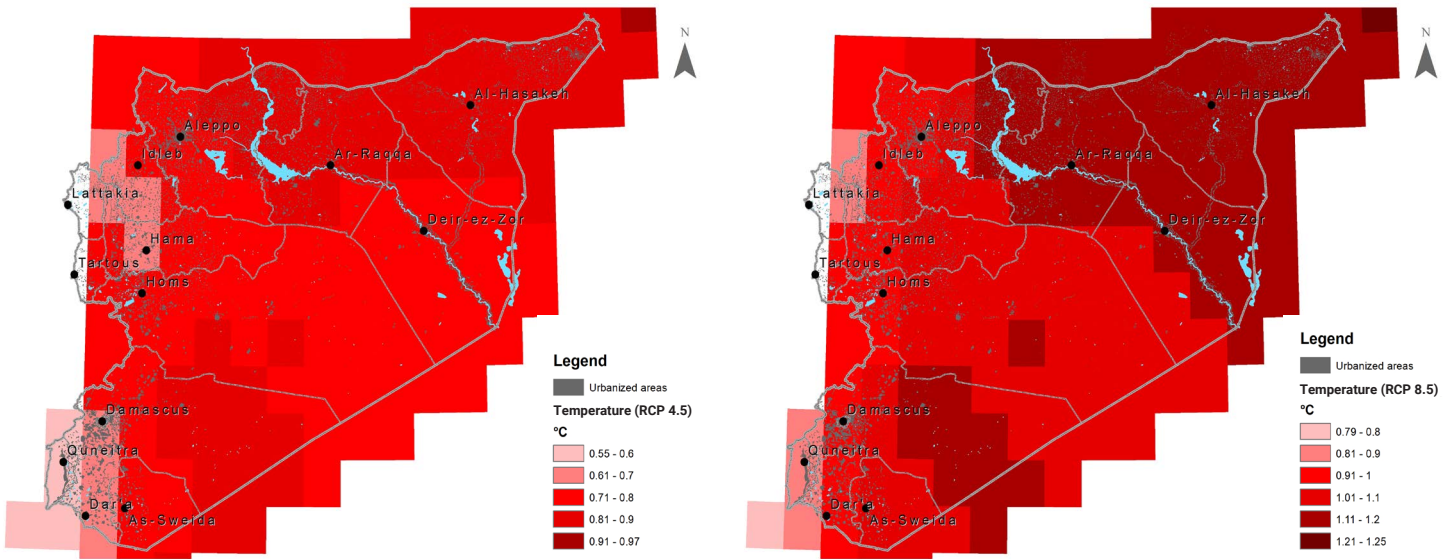 N
Al-Hasakeh
Aleppo
Idleb
Ar-Raqqa
Lattakia
Deir-ez-Zor
Hama
Tartous
Homs
Damascus
Quneitra
Dar'a
As-Sweida
Legend
Urbanized areas
Temperature (RCP 4.5)
°C
0.55 - 0.6
0.61 - 0.7
0.71 - 0.8
0.81 - 0.9
0.91 - 0.97
N
Al-Hasakeh
Aleppo
Idleb
Ar-Raqqa
Lattakia
Deir-ez-Zor
Hama
Tartous
Homs
Damascus
Quneitra
Dar'a
As-Sweida
Legend
Urbanized areas
Temperature (RCP 8.5)
°C
0.79 - 0.8
0.81 - 0.9
0.91 - 1
1.01 - 1.1
1.11 - 1.2
1.21 - 1.25